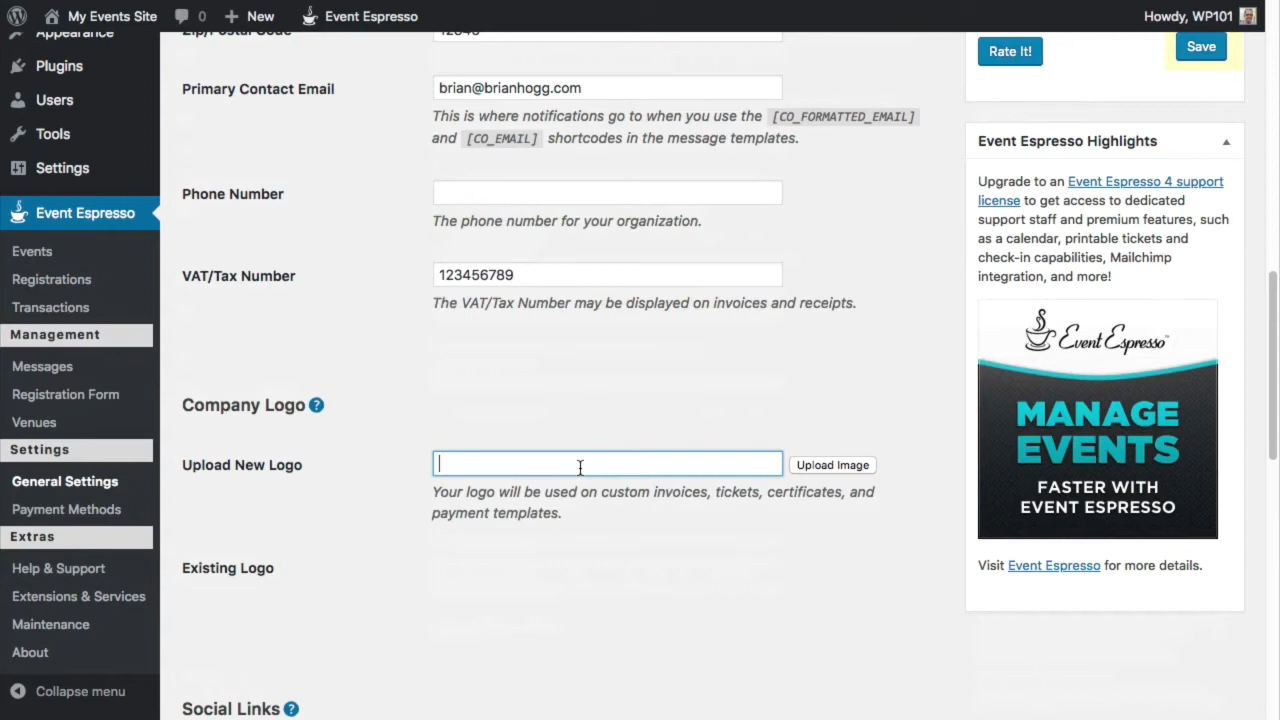 My Events Site 0 New Event Espresso Howdy, WP101
Appearance
Plugins
Users
Tools
Settings
Event Espresso
Events
Registrations
Transactions
Management
Messages
Registration Form
Venues
Settings
General Settings
Payment Methods
Extras
Help & Support
Extensions & Services
Maintenance
About
Collapse menu
Zip/Postal Code 12345
Primary Contact Email brian@brianhogg.com
This is where notifications go to when you use the [CO_FORMATTED_EMAIL]
and [CO_EMAIL] shortcodes in the message templates.
Phone Number
The phone number for your organization.
VAT/Tax Number 123456789
The VAT/Tax Number may be displayed on invoices and receipts.
Company Logo ?
Upload New Logo Upload Image
Your logo will be used on custom invoices, tickets, certificates, and
payment templates.
Existing Logo
Social Links ?
Rate It! Save
Event Espresso Highlights
Upgrade to an Event Espresso 4 support
license to get access to dedicated
support staff and premium features, such
as a calendar, printable tickets and
check-in capabilities, Mailchimp
integration, and more!
Event Espresso™
MANAGE
EVENTS
FASTER WITH
EVENT ESPRESSO
Visit Event Espresso for more details.